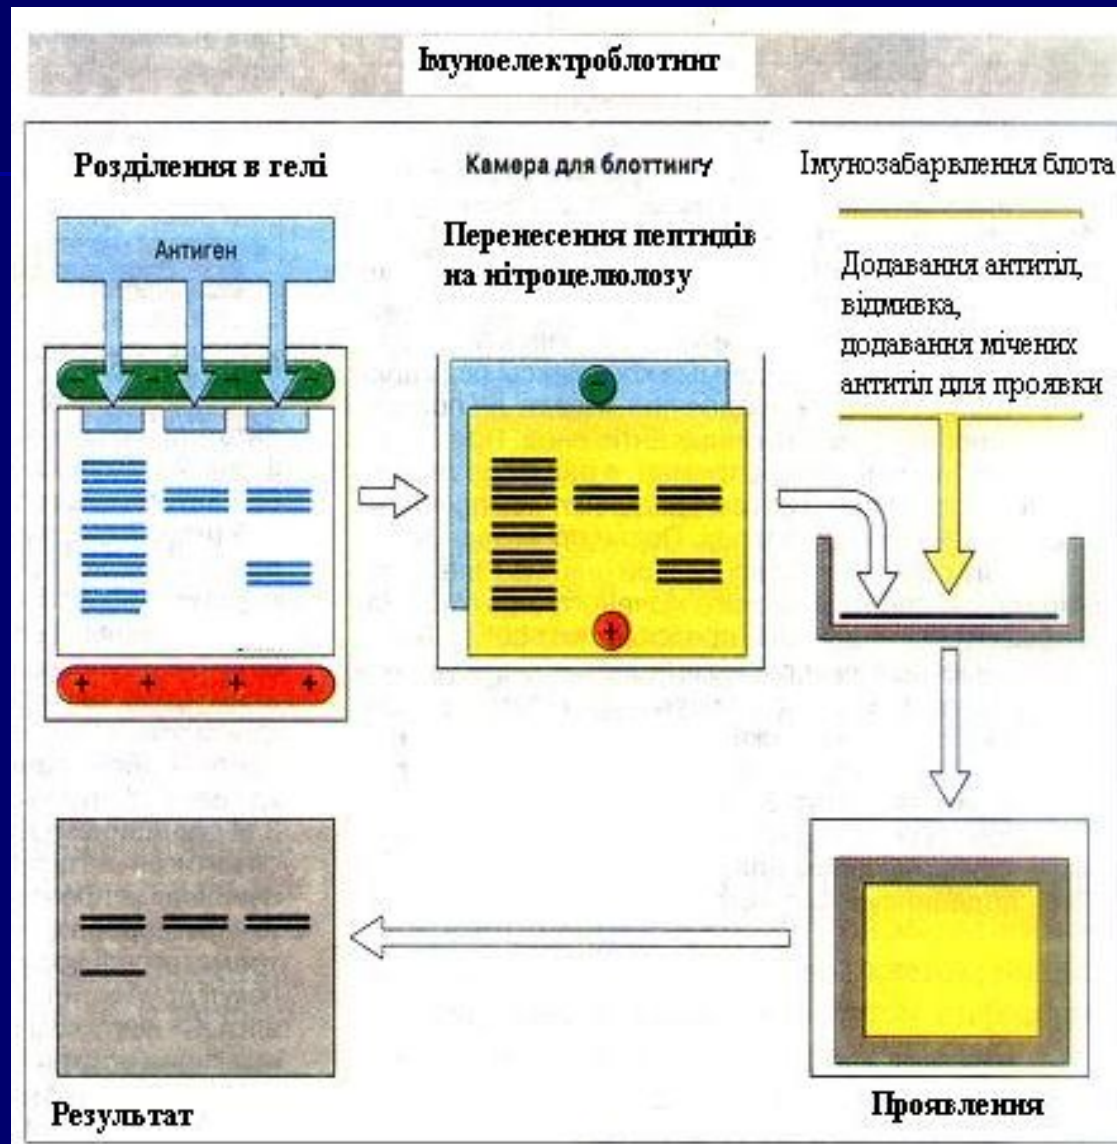 Імуноелектроблотинг
Розділення в гелі
Антиген
Камера для блоттингу
Перенесення пептидів
на нітроцелюлозу
Імунозабарвлення блота
Додавання антитіл,
відмивка,
додавання мічених
антитіл для проявки
- - - -
+ + + +
-
+
Результат
Проявлення